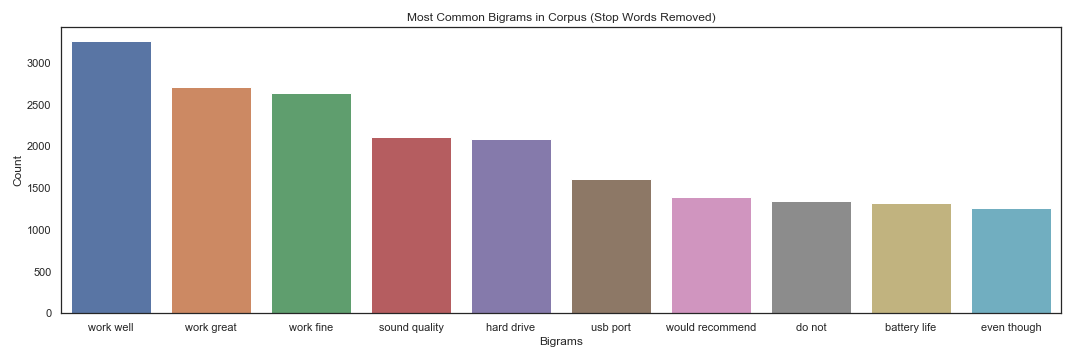 Most Common Bigrams in Corpus (Stop Words Removed)
Count
3000
2500
2000
1500
1000
500
0
work well work great work fine sound quality hard drive usb port would recommend do not battery life even though
Bigrams